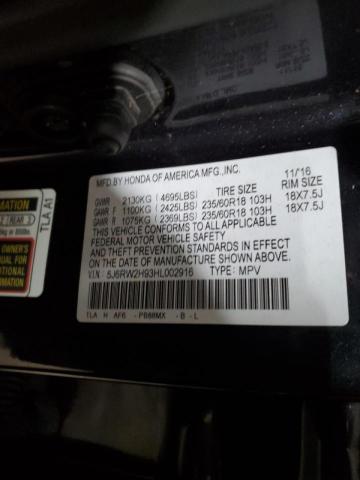 MFD.BY HONDA OF AMERICA MFG.,INC. 11/16
GVWR 2130KG (4695LBS) TIRE SIZE RIM SIZE
GAWR F 1100KG (2425LBS) 235/60R18 103H 18X7.5J
GAWR R 1075KG (2369LBS) 235/60R18 103H 18X7.5J
THIS VEHICLE CONFORMS TO ALL APPLICABLE
FEDERAL MOTOR VEHICLE SAFETY
AND THEFT PREVENTION STANDARDS IN EFFECT
ON THE DATE OF MANUFACTURE SHOWN ABOVE.
V.I.N.: 5J6RW2H93HL002916 TYPE: MPV
TLA H AF6 -PB88MX -B -L
TLA A1
REAR
OWNER'S